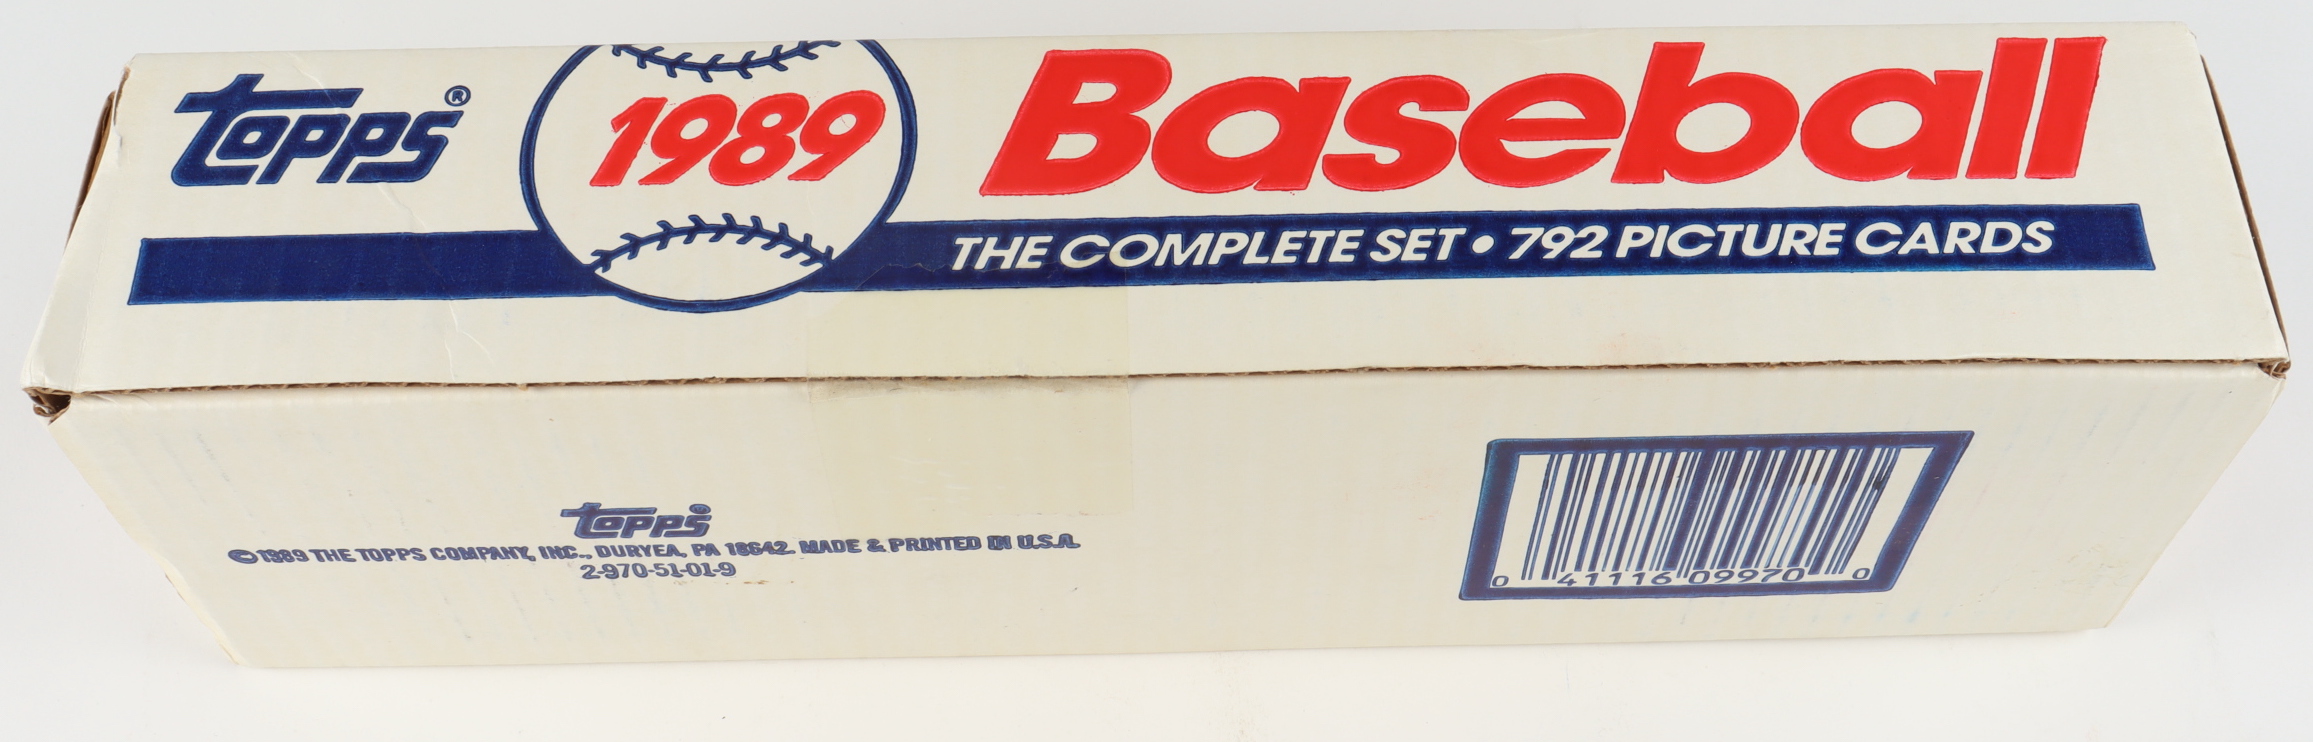 Topps®
1989
Baseball
THE COMPLETE SET • 792 PICTURE CARDS
Topps®
©1989 THE TOPPS COMPANY, INC., DURYEA, PA 18642. MADE & PRINTED IN U.S.A.
2-970-51-01-9
0 41116 09970 0